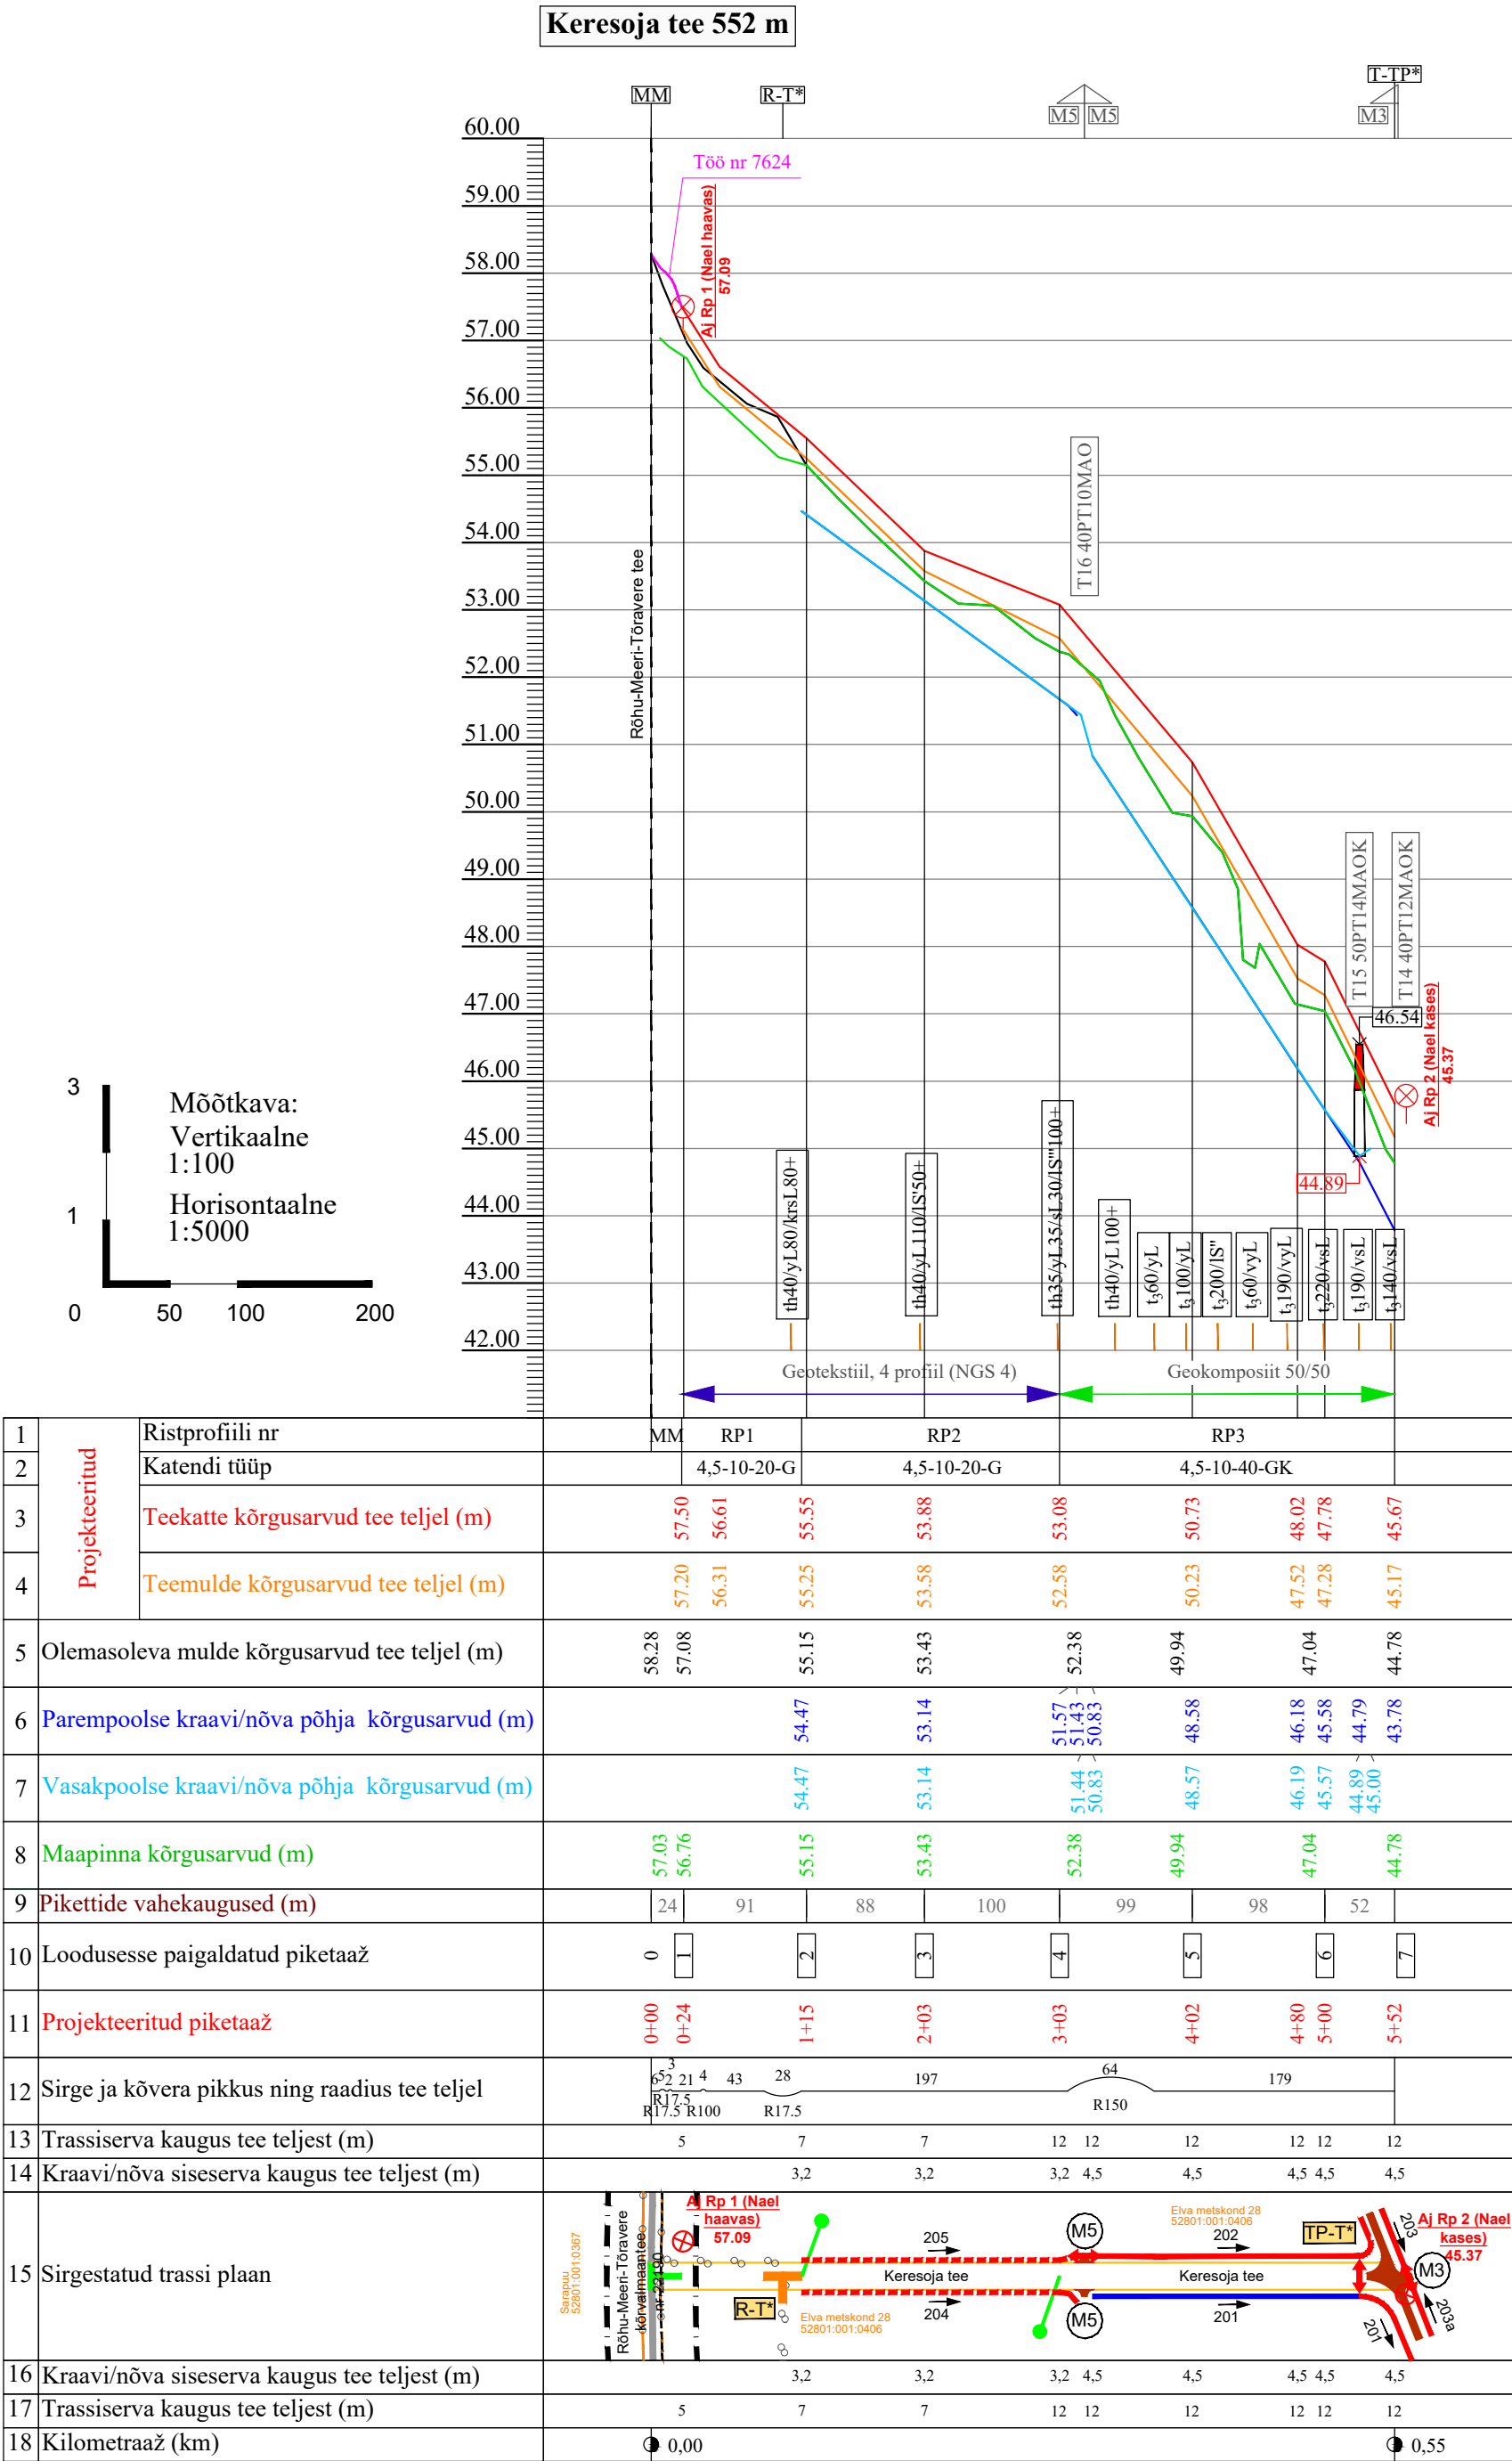 Keresoja tee 552 m
MM
R-T*
M5
M5
T-TP*
M3
60.00
59.00
58.00
57.00
56.00
55.00
54.00
53.00
52.00
51.00
50.00
49.00
48.00
47.00
46.00
45.00
44.00
43.00
42.00
Töö nr 7624
Aj Rp 1 (Nael haavas)
57.09
Rõhu-Meeri-Tõravere tee
T16 40PT10MAO
T15 50PT14MAOK
T14 40PT12MAOK
46.54
44.89
Aj Rp 2 (Nael kases)
45.37
3
1
0 50 100 200
Mõõtkava:
Vertikaalne
1:100
Horisontaalne
1:5000
th40/yL80/krsL80+
th40/yL110/lS'50+
th35/yL35/sL30/lS'''100+
th40/yL100+
t₃60/yL
t₃100/yL
t₃200/lS''
t₃60/vyL
t₃190/vyL
t₃220/vsL
t₃190/vsL
t₃140/vsL
Geotekstiil, 4 profiil (NGS 4)
Geokomposiit 50/50
Projekteeritud
1 Ristprofiili nr MM RP1 RP2 RP3
2 Katendi tüüp 4,5-10-20-G 4,5-10-20-G 4,5-10-40-GK
3 Teekatte kõrgusarvud tee teljel (m) 57.50 56.61 55.55 53.88 53.08 50.73 48.02 47.78 45.67
4 Teemulde kõrgusarvud tee teljel (m) 57.20 56.31 55.25 53.58 52.58 50.23 47.52 47.28 45.17
5 Olemasoleva mulde kõrgusarvud tee teljel (m) 58.28 57.08 55.15 53.43 52.38 49.94 47.04 44.78
6 Parempoolse kraavi/nõva põhja kõrgusarvud (m) 54.47 53.14 51.57 51.43 50.83 48.58 46.18 45.58 44.79 43.78
7 Vasakpoolse kraavi/nõva põhja kõrgusarvud (m) 54.47 53.14 51.44 50.83 48.57 46.19 45.57 44.89 45.00
8 Maapinna kõrgusarvud (m) 57.03 56.76 55.15 53.43 52.38 49.94 47.04 44.78
9 Pikettide vahekaugused (m) 24 91 88 100 99 98 52
10 Loodusesse paigaldatud piketaaž 0 1 2 3 4 5 6 7
11 Projekteeritud piketaaž 0+00 0+24 1+15 2+03 3+03 4+02 4+80 5+00 5+52
12 Sirge ja kõvera pikkus ning raadius tee teljel 6 5 2 3 21 4 43 28 197 64 179
R17.5 R17.5 R100 R17.5 R150
13 Trassiserva kaugus tee teljest (m) 5 7 7 12 12 12 12 12 12
14 Kraavi/nõva siseserva kaugus tee teljest (m) 3,2 3,2 3,2 4,5 4,5 4,5 4,5 4,5
15 Sirgestatud trassi plaan
Sarapuu
52801:001:0367
Rõhu-Meeri-Tõravere
kõrvalmaantee
nr 22190
Aj Rp 1 (Nael
haavas)
57.09
R-T*
205
Keresoja tee
204
Elva metskond 28
52801:001:0406
M5
M5
Elva metskond 28
52801:001:0406
202
Keresoja tee
201
TP-T*
203
Aj Rp 2 (Nael
kases)
45.37
M3
203a
201
16 Kraavi/nõva siseserva kaugus tee teljest (m) 3,2 3,2 3,2 4,5 4,5 4,5 4,5 4,5
17 Trassiserva kaugus tee teljest (m) 5 7 7 12 12 12 12 12 12
18 Kilometraaž (km) 0,00 0,55